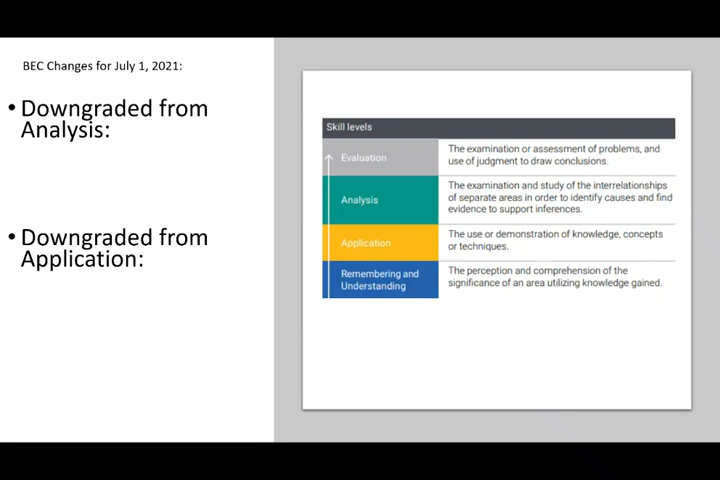 BEC Changes for July 1, 2021:
• Downgraded from
Analysis:
• Downgraded from
Application:
Skill levels
Evaluation
The examination or assessment of problems, and
use of judgment to draw conclusions.
Analysis
The examination and study of the interrelationships
of separate areas in order to identify causes and find
evidence to support inferences.
Application
The use or demonstration of knowledge, concepts
or techniques.
Remembering and
Understanding
The perception and comprehension of the
significance of an area utilizing knowledge gained.